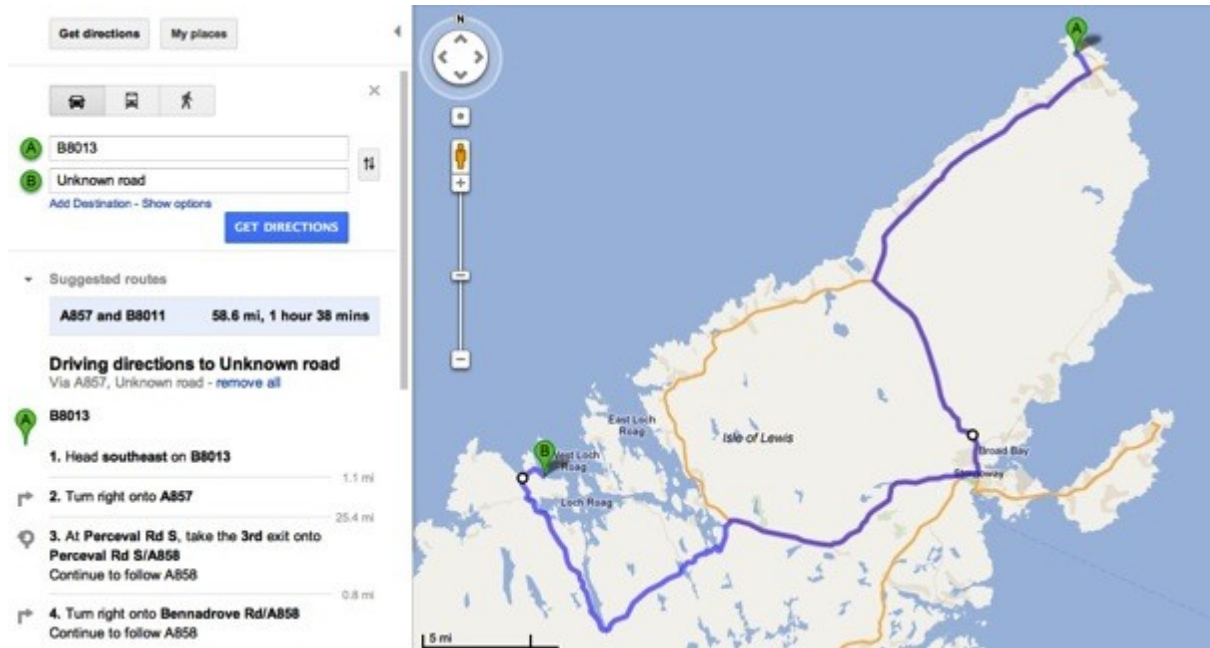 Get directions My places
A
B8013
B
Unknown road
Add Destination - Show options
GET DIRECTIONS
Suggested routes
A857 and B8011 58.6 mi, 1 hour 38 mins
Driving directions to Unknown road
Via A857, Unknown road - remove all
A
B8013
1. Head southeast on B8013
1.1 mi
2. Turn right onto A857
25.4 mi
3. At Perceval Rd S, take the 3rd exit onto
Perceval Rd S/A858
Continue to follow A858
0.8 mi
4. Turn right onto Bennadrove Rd/A858
Continue to follow A858
N
A
East Loch
Roag
Isle of Lewis
Broad Bay
Stornoway
B
West Loch
Roag
Loch Roag
5 mi